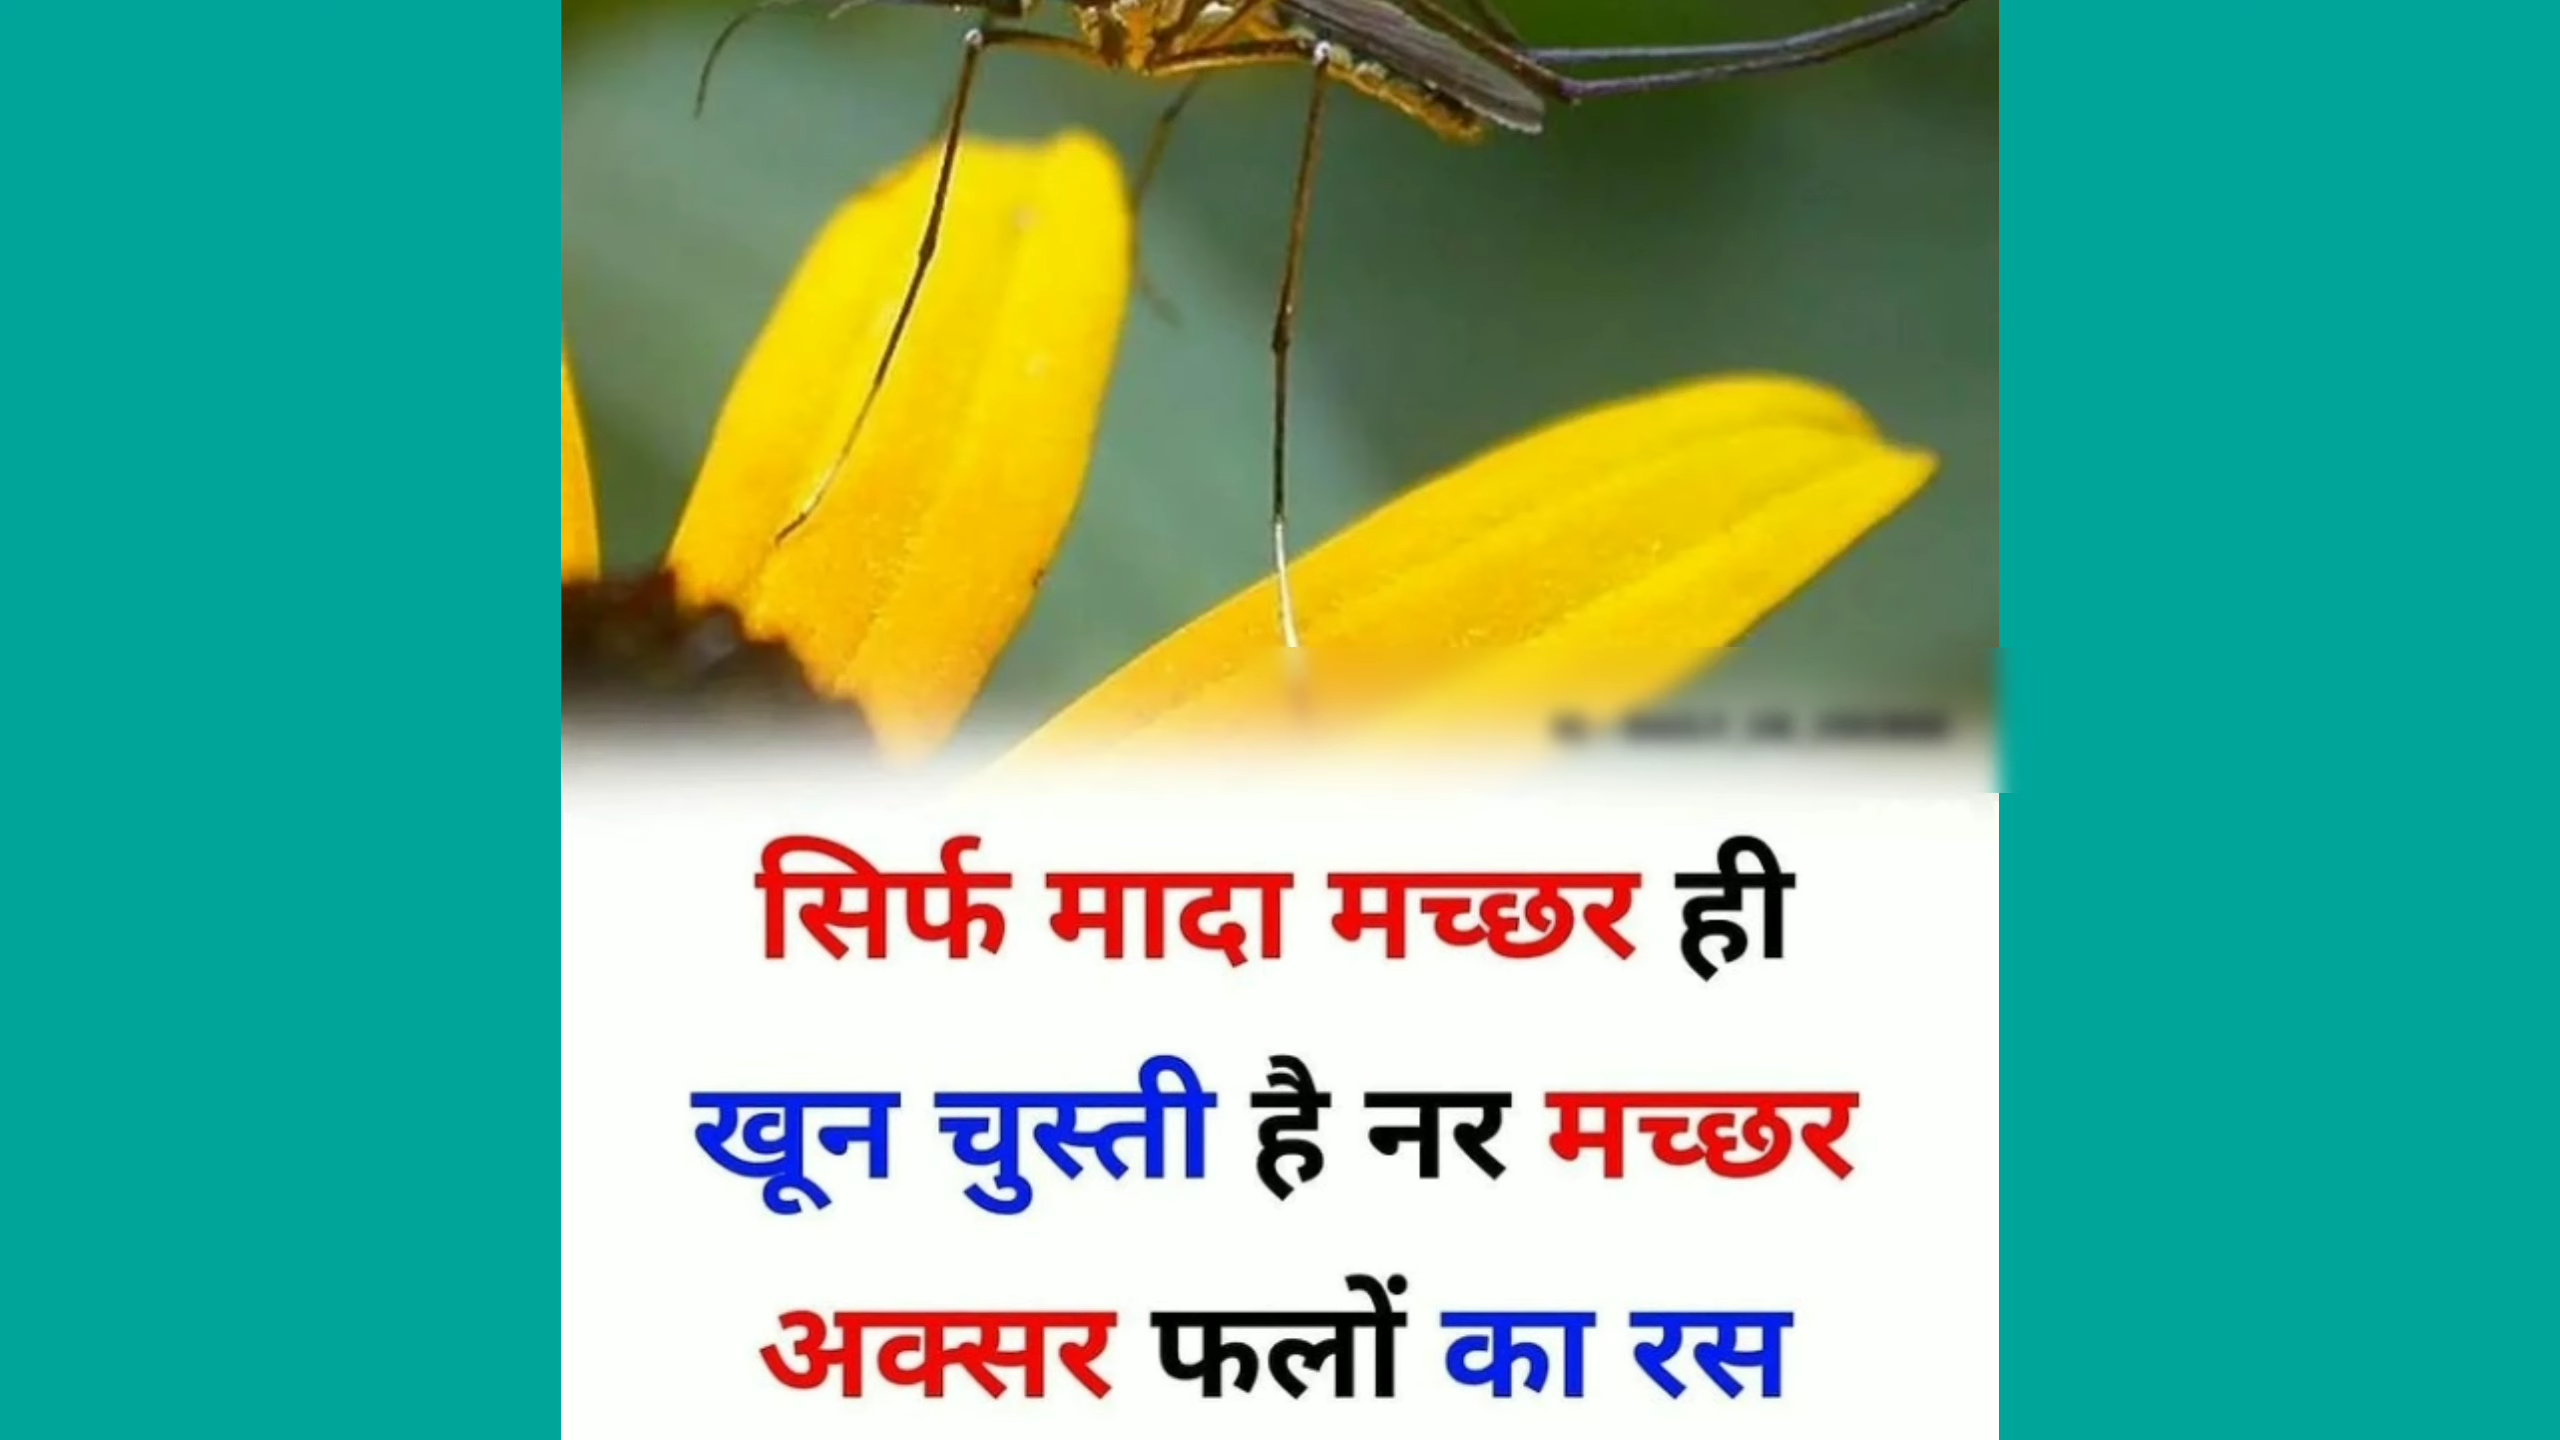 सिर्फ मादा मच्छर ही
खून चुस्ती है नर मच्छर
अक्सर फलों का रस